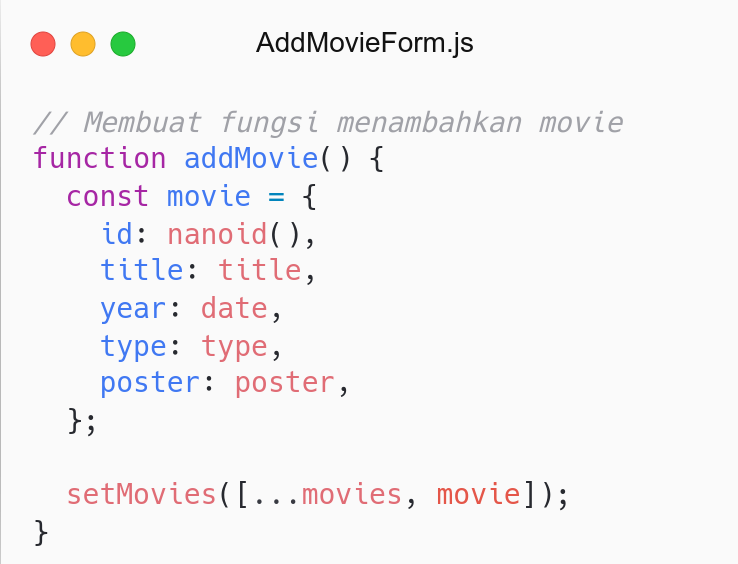 AddMovieForm.js
// Membuat fungsi menambahkan movie
function addMovie() {
  const movie = {
    id: nanoid(),
    title: title,
    year: date,
    type: type,
    poster: poster,
  };

  setMovies([...movies, movie]);
}